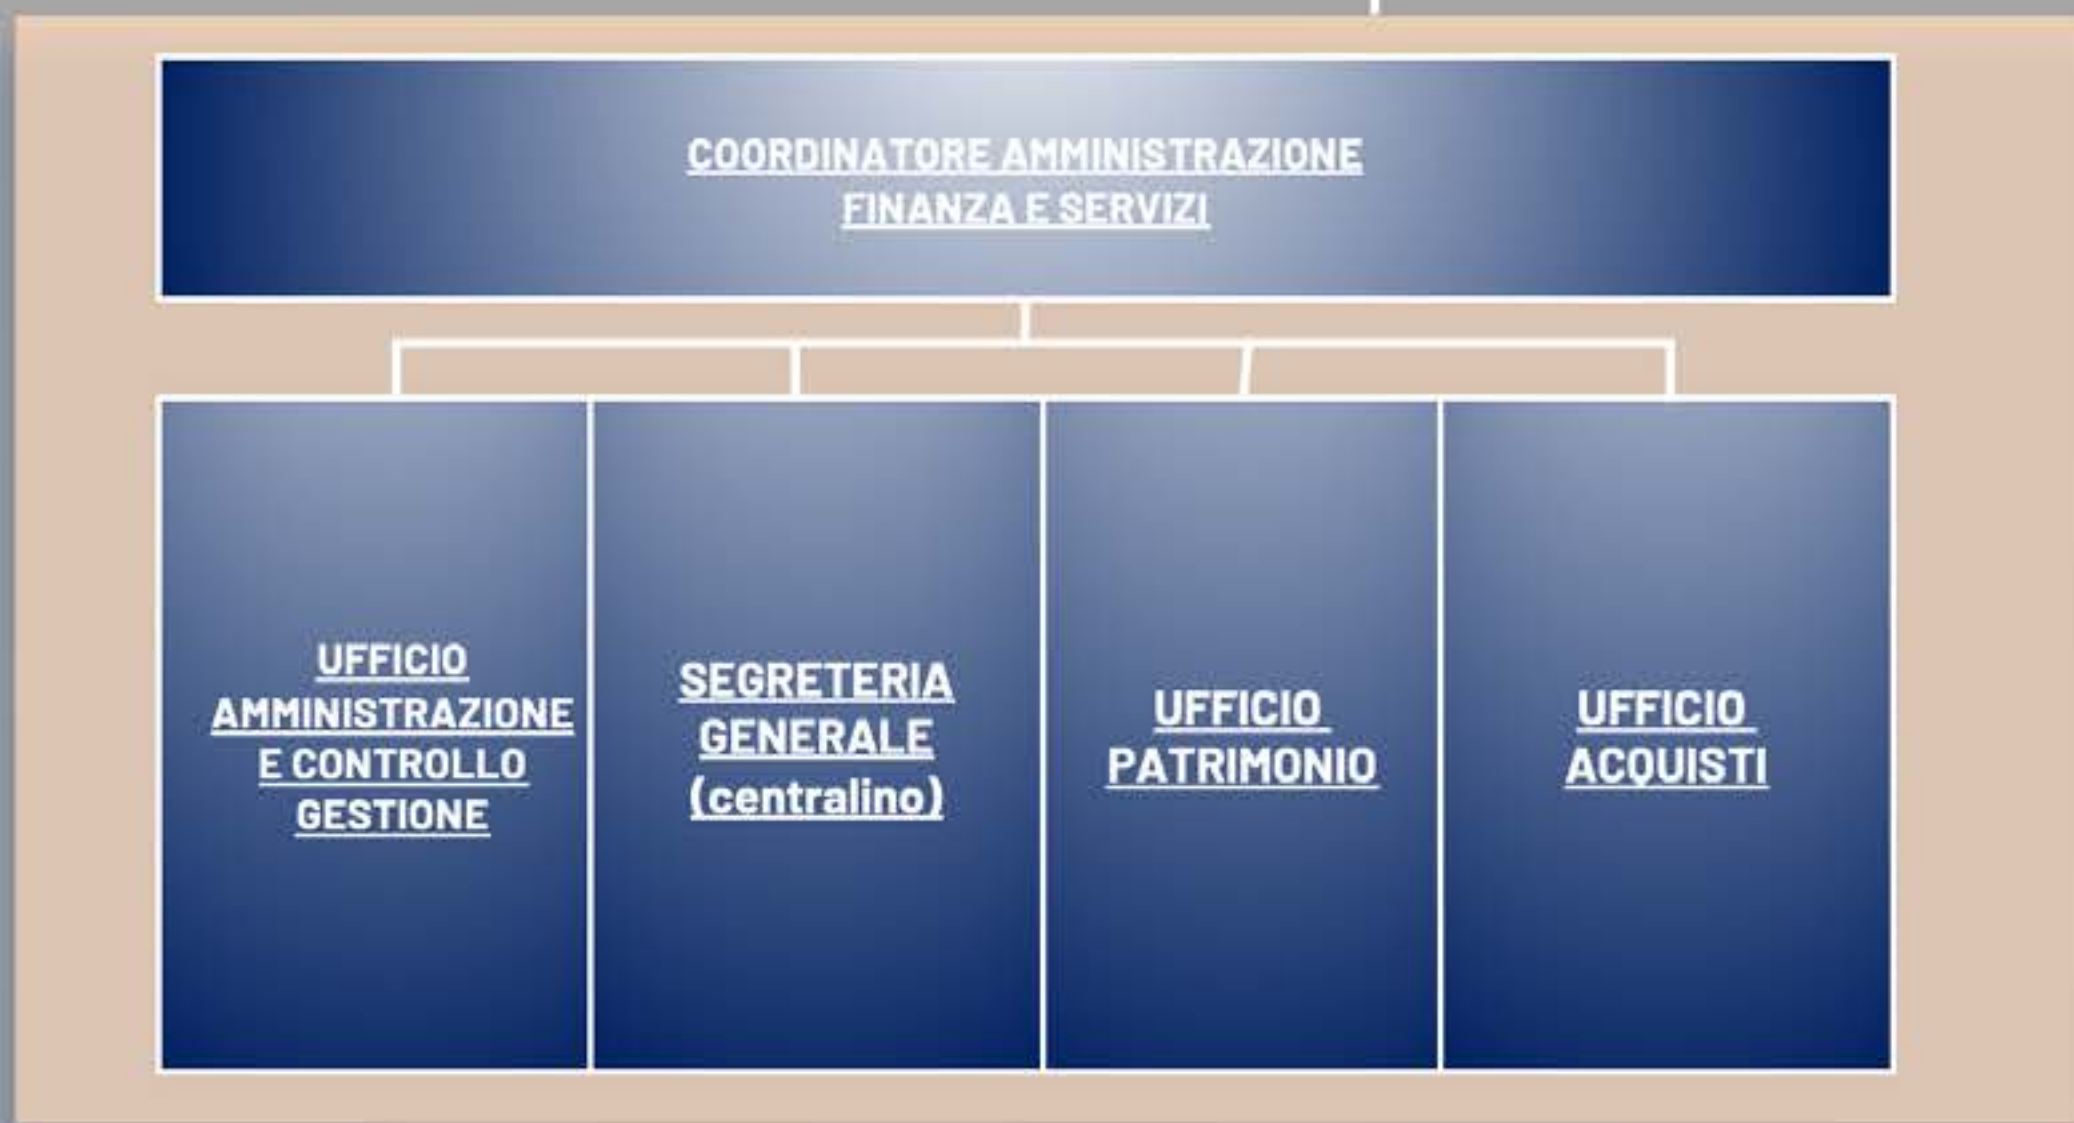 COORDINATORE AMMINISTRAZIONE
FINANZA E SERVIZI
UFFICIO
AMMINISTRAZIONE
E CONTROLLO
GESTIONE
SEGRETERIA
GENERALE
(centralino)
UFFICIO
PATRIMONIO
UFFICIO
ACQUISTI